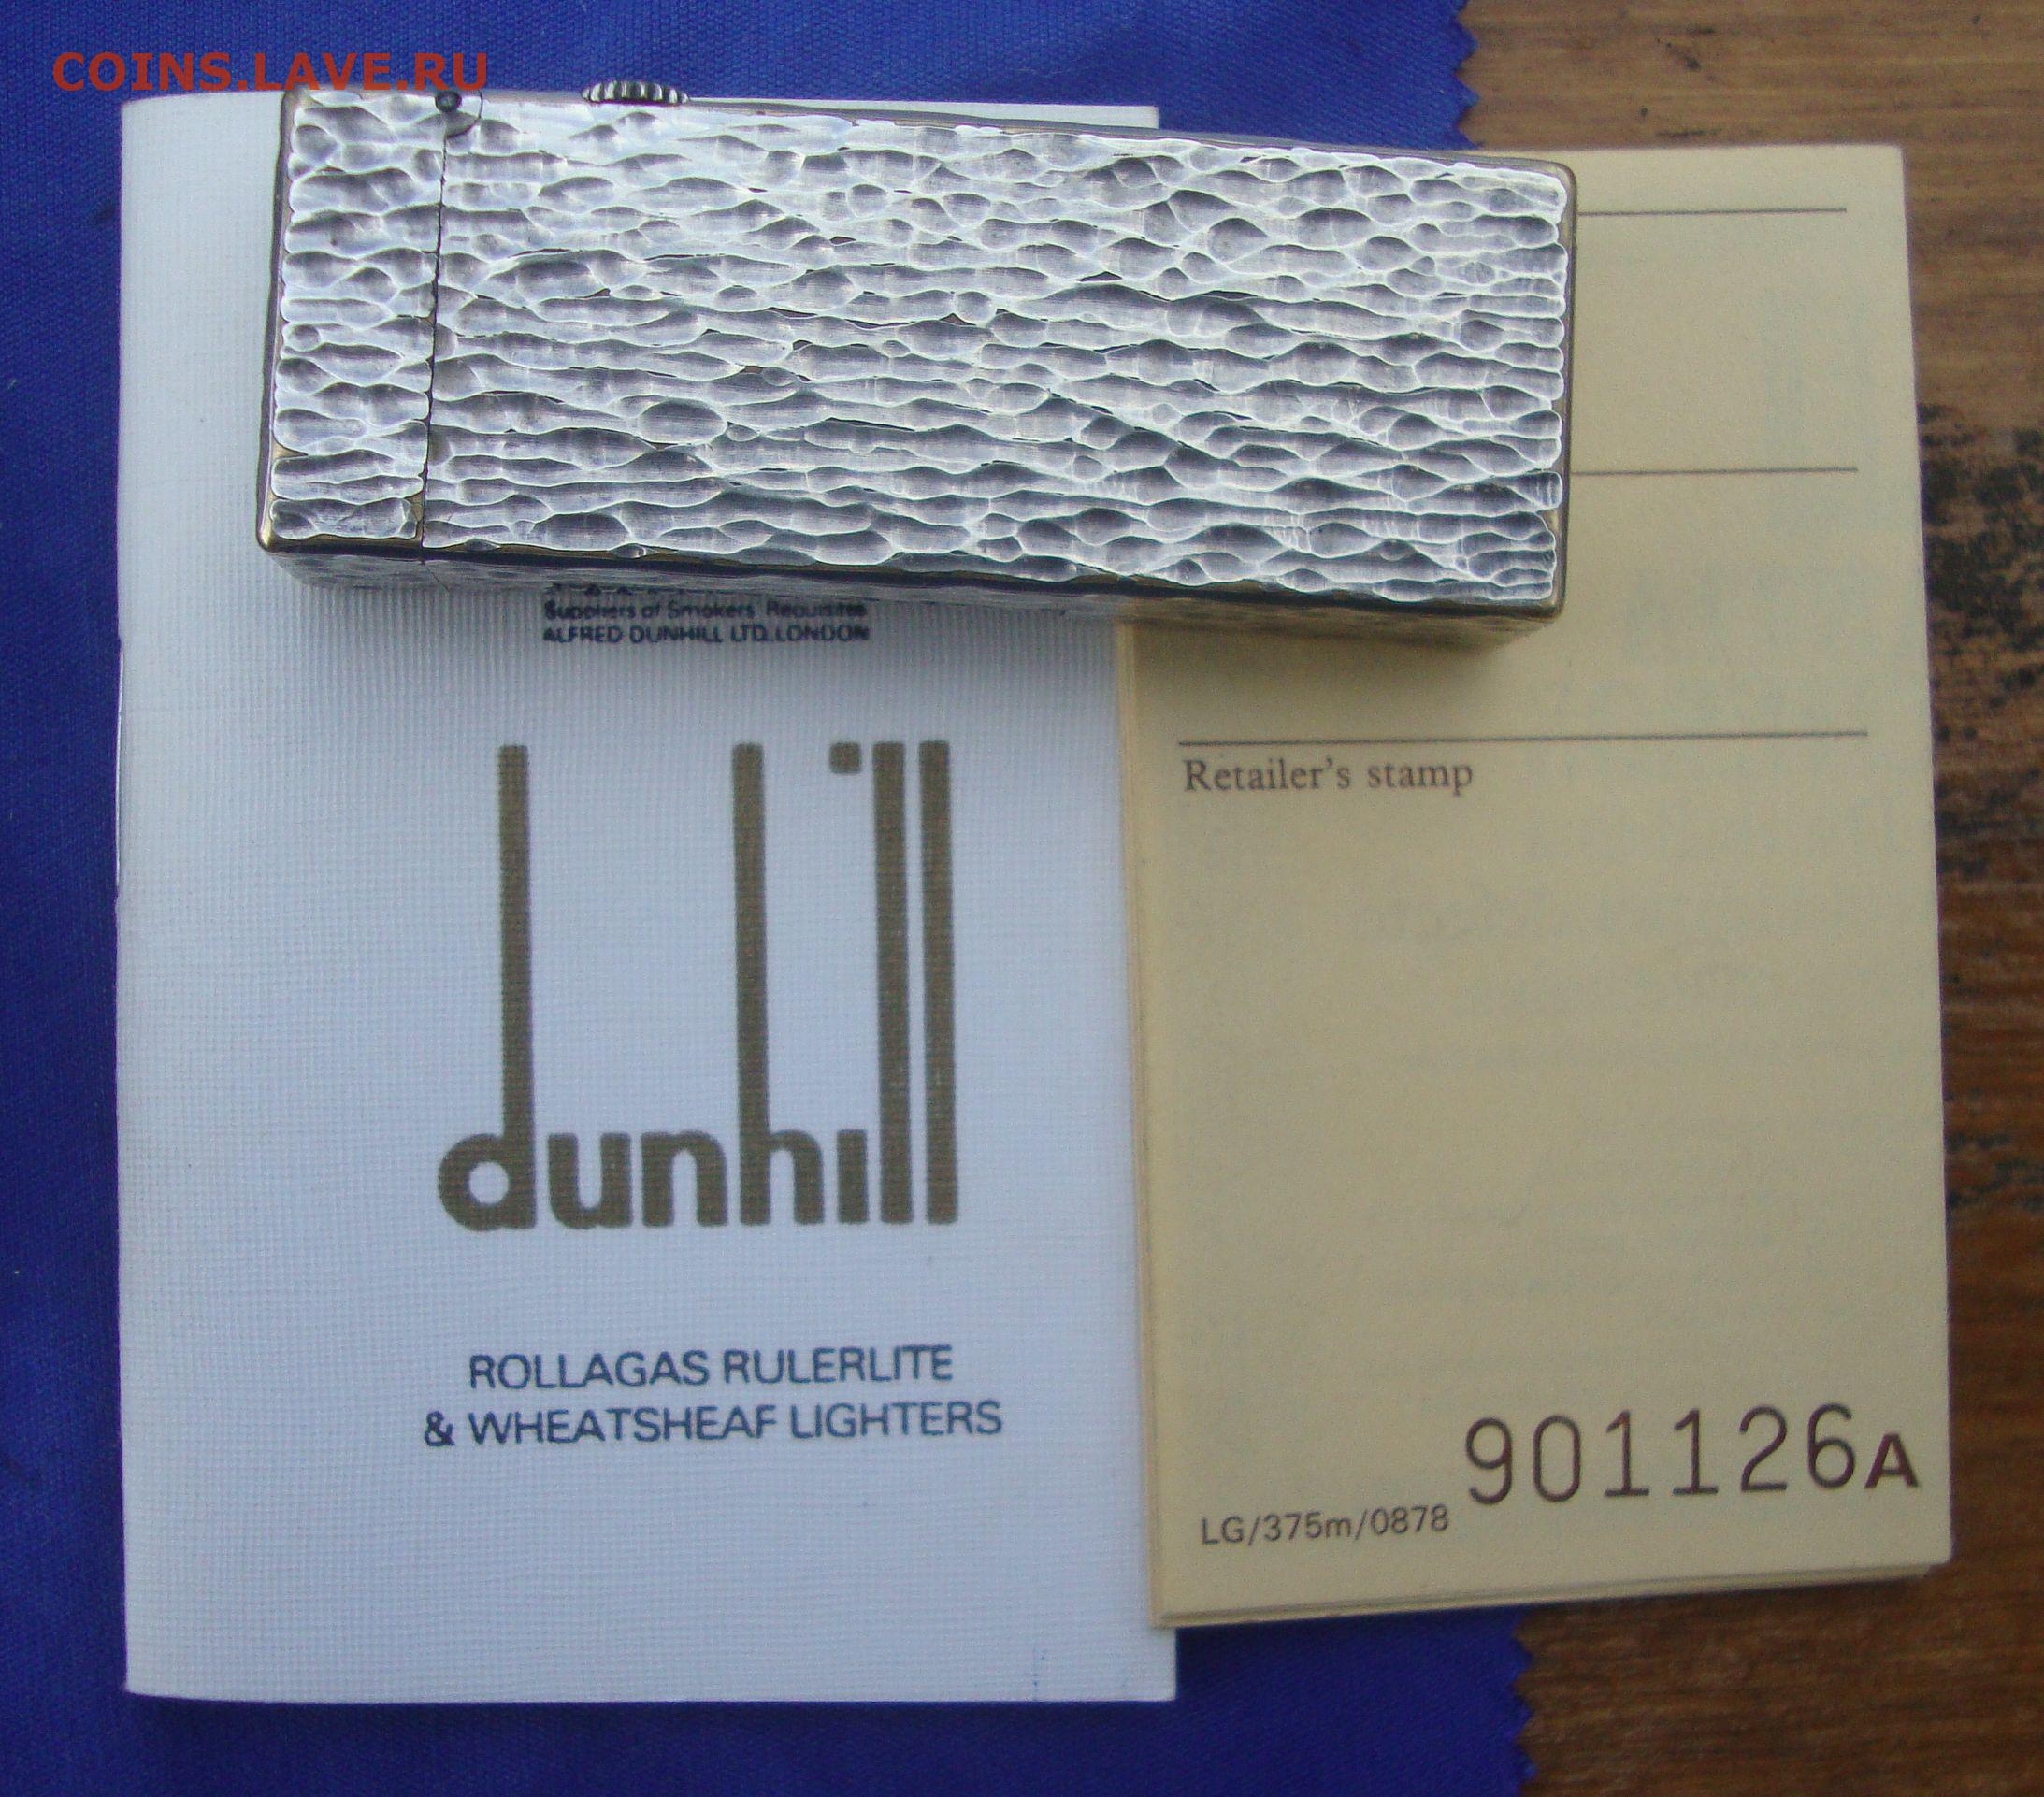 COINS.LAVE.RU
Suppliers of Smokers' Requisites
ALFRED DUNHILL LTD. LONDON
dunhill
ROLLAGAS RULERLITE
& WHEATSHEAF LIGHTERS
Retailer's stamp
901126A
LG/375m/0878